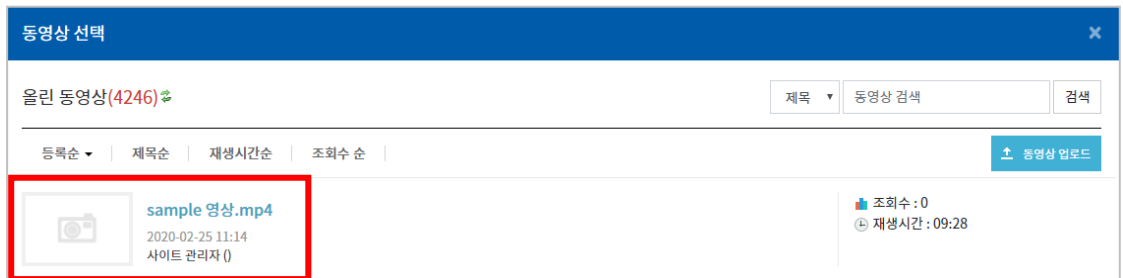 동영상 선택 ×
올린 동영상(4246)
제목 ▼ 동영상 검색 검색
등록순 ▾ 제목순 재생시간순 조회수 순 동영상 업로드
sample 영상.mp4
2020-02-25 11:14
사이트 관리자 ()
조회수 : 0
재생시간 : 09:28